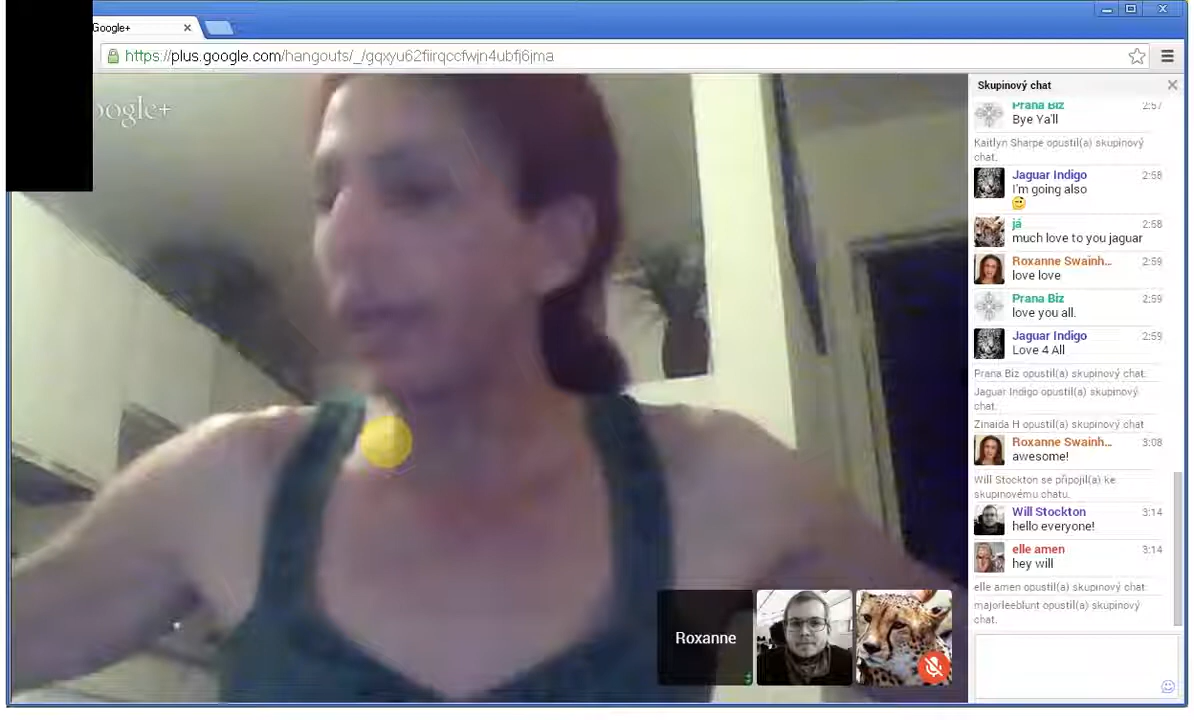 Google+
https://plus.google.com/hangouts/_/gqxyu62fiirqccfwjn4ubfj6jma
oogle+
Skupinový chat
Prana Biz 2:57
Bye Ya'll
Kaitlyn Sharpe opustil(a) skupinový
chat.
Jaguar Indigo 2:58
I'm going also
já 2:58
much love to you jaguar
Roxanne Swainh... 2:59
love love
Prana Biz 2:59
love you all.
Jaguar Indigo 2:59
Love 4 All
Prana Biz opustil(a) skupinový chat.
Jaguar Indigo opustil(a) skupinový
chat.
Zinaida H opustil(a) skupinový chat
Roxanne Swainh... 3:08
awesome!
Will Stockton se připojil(a) ke
skupinovému chatu.
Will Stockton 3:14
hello everyone!
elle amen 3:14
hey will
elle amen opustil(a) skupinový chat
majorleeblunt opustil(a) skupinový
chat.
Roxanne